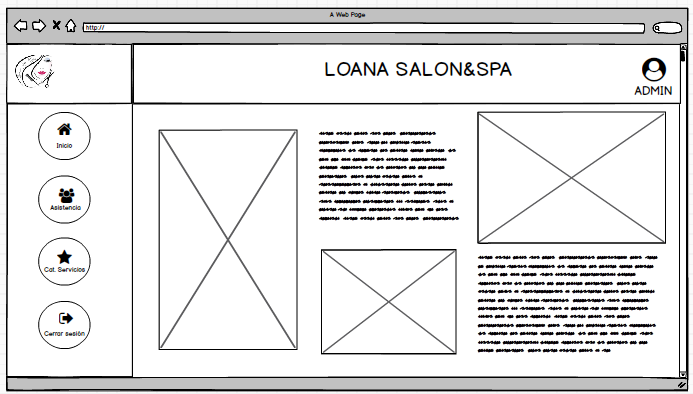 A Web Page
http://
LOANA SALON&SPA
ADMIN
Inicio
Asistencia
Cat. Servicios
Cerrar sesión